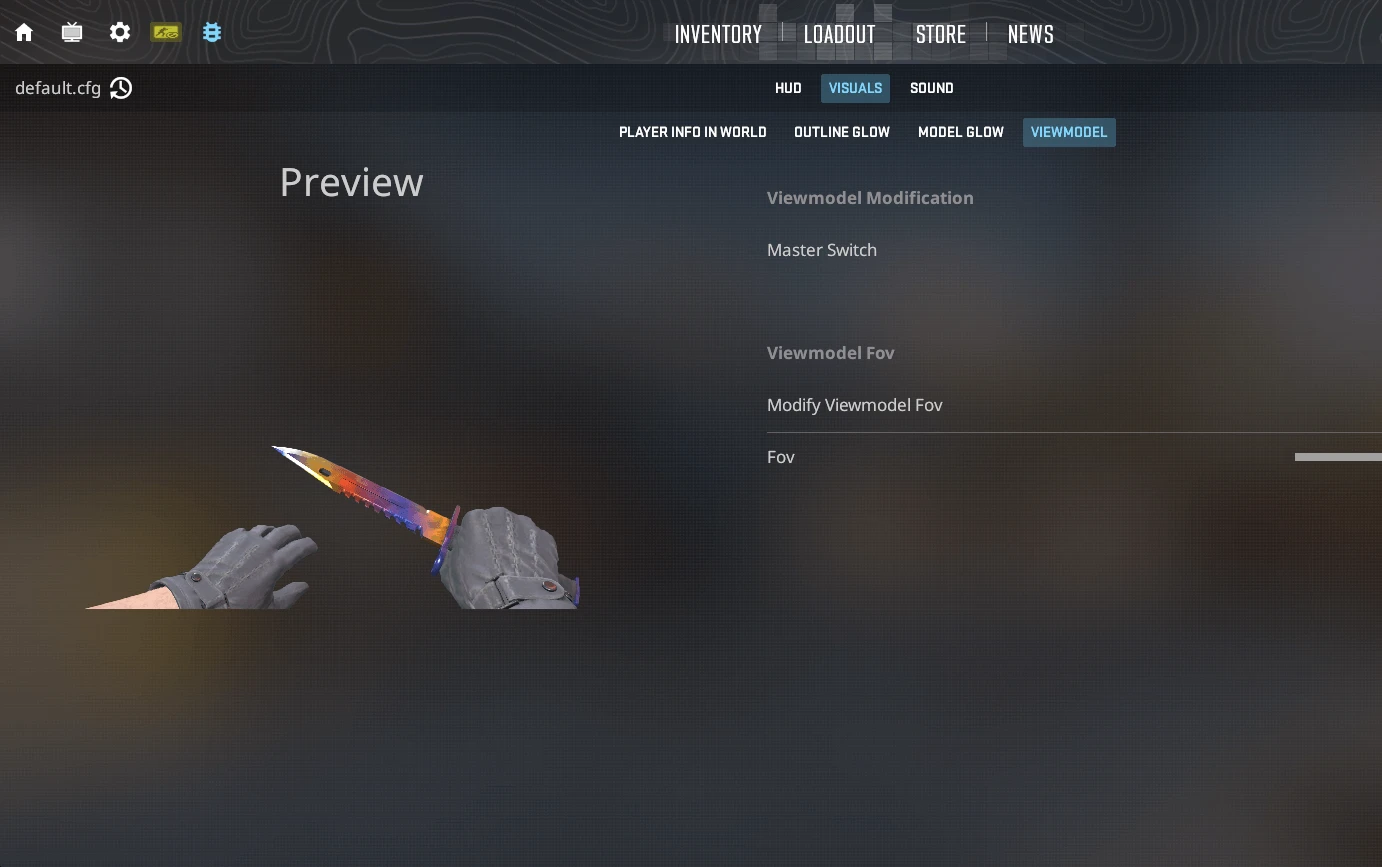 INVENTORY LOADOUT STORE NEWS
default.cfg
HUD VISUALS SOUND
PLAYER INFO IN WORLD OUTLINE GLOW MODEL GLOW VIEWMODEL
Preview
Viewmodel Modification
Master Switch
Viewmodel Fov
Modify Viewmodel Fov
Fov